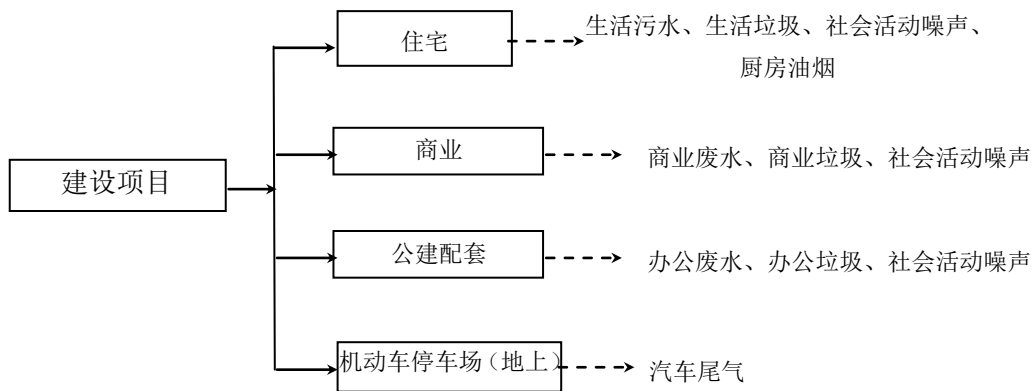 住宅
生活污水、生活垃圾、社会活动噪声、
厨房油烟
商业
商业废水、商业垃圾、社会活动噪声
建设项目
公建配套
办公废水、办公垃圾、社会活动噪声
机动车停车场（地上）
汽车尾气